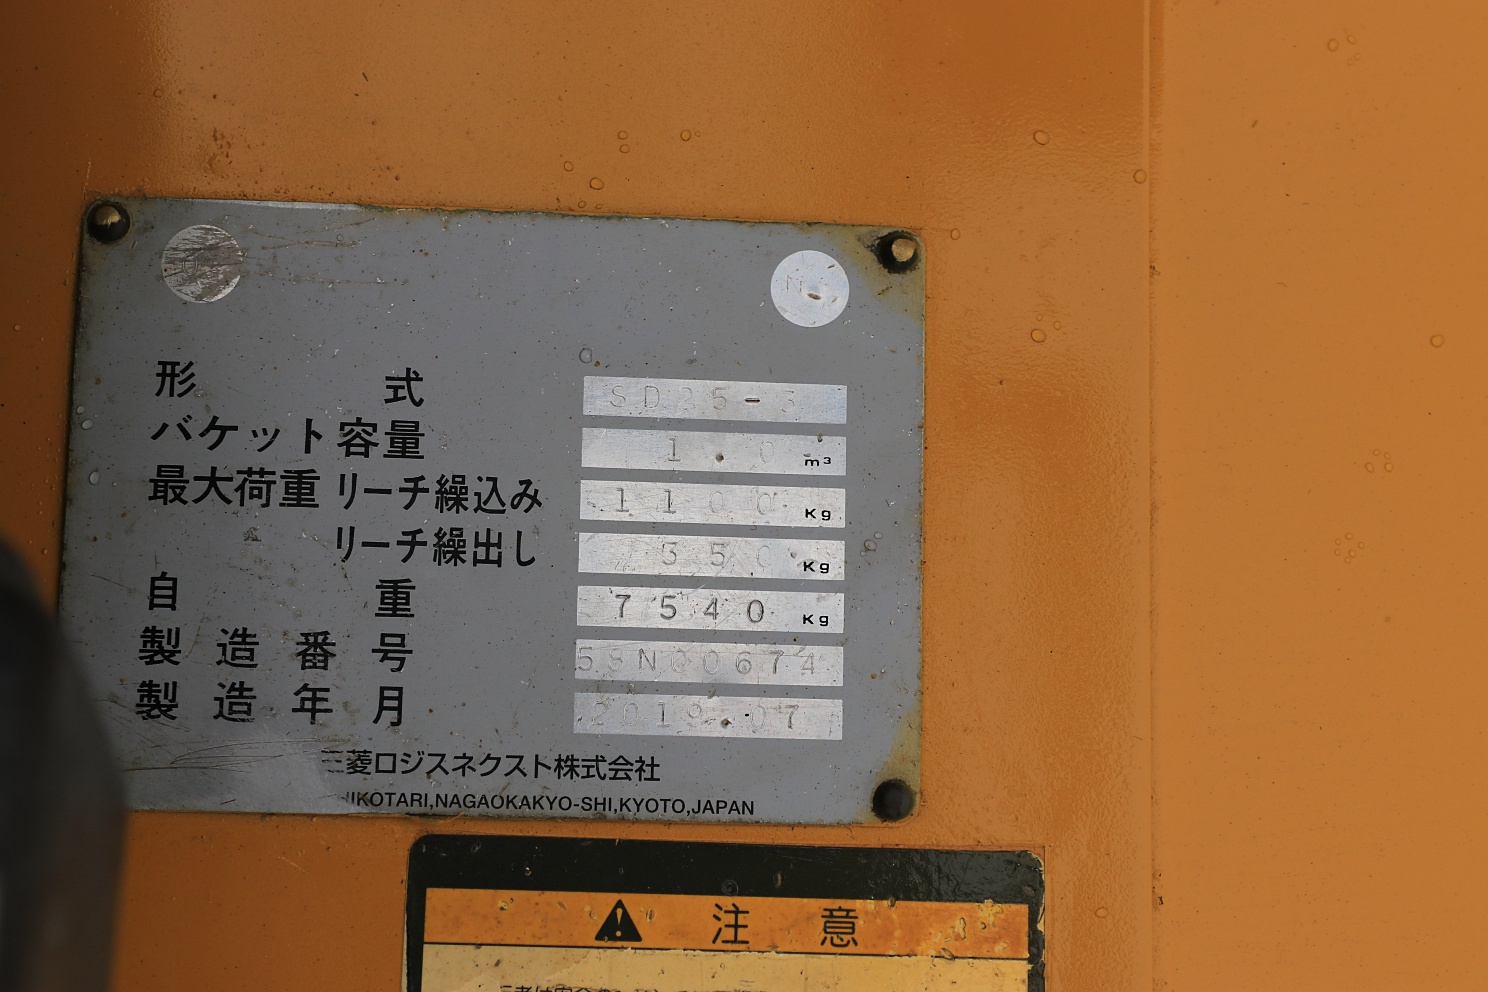 形式 SD25-3
バケット容量 1.0 m³
最大荷重 リーチ繰込み 1100 Kg
リーチ繰出し 550 Kg
自重 7540 Kg
製造番号 59N00674
製造年月 2019.07
三菱ロジスネクスト株式会社
IKOTARI,NAGAOKAKYO-SHI,KYOTO,JAPAN
注意